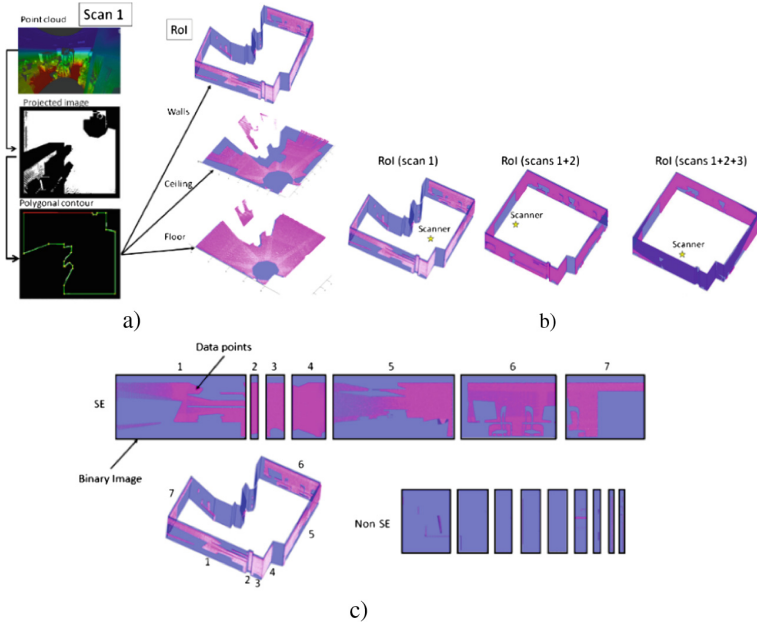 Scan 1
Point cloud
RoI
Projected image
Walls
Polygonal contour
Ceiling
Floor
a)
RoI (scan 1)
RoI (scans 1+2)
RoI (scans 1+2+3)
Scanner
Scanner
Scanner
b)
Data points
1
2
3
4
5
6
7
SE
Binary Image
6
7
5
1
4
2
3
Non SE
c)